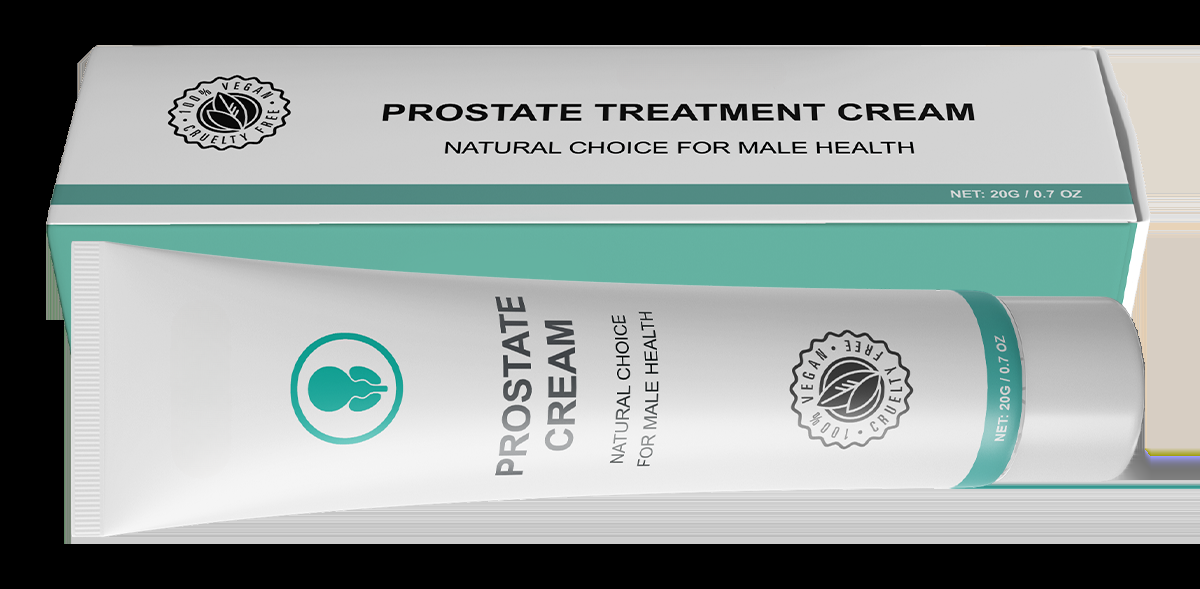 100% VEGAN • CRUELTY FREE •
PROSTATE TREATMENT CREAM
NATURAL CHOICE FOR MALE HEALTH
NET: 20G / 0.7 OZ
PROSTATE
CREAM
NATURAL CHOICE
FOR MALE HEALTH
100% VEGAN • CRUELTY FREE •
NET: 20G / 0.7 OZ